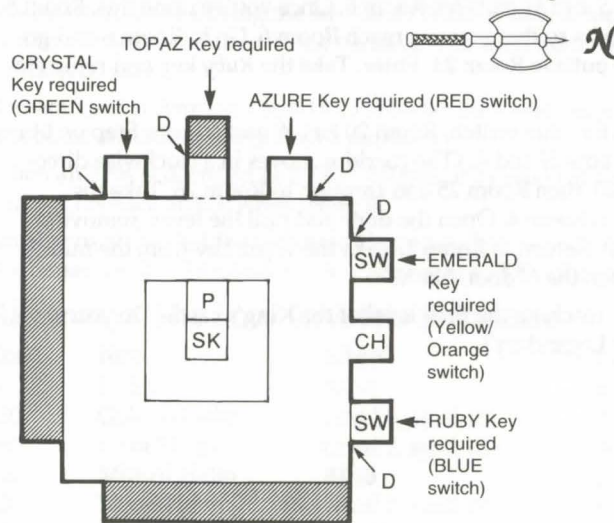 TOPAZ Key required
N
CRYSTAL
Key required
(GREEN switch
AZURE Key required (RED switch)
D
D
D
D
SW
EMERALD
Key
required
(Yellow/
Orange
switch)
P
SK
CH
SW
RUBY Key
required
(BLUE
switch)
D